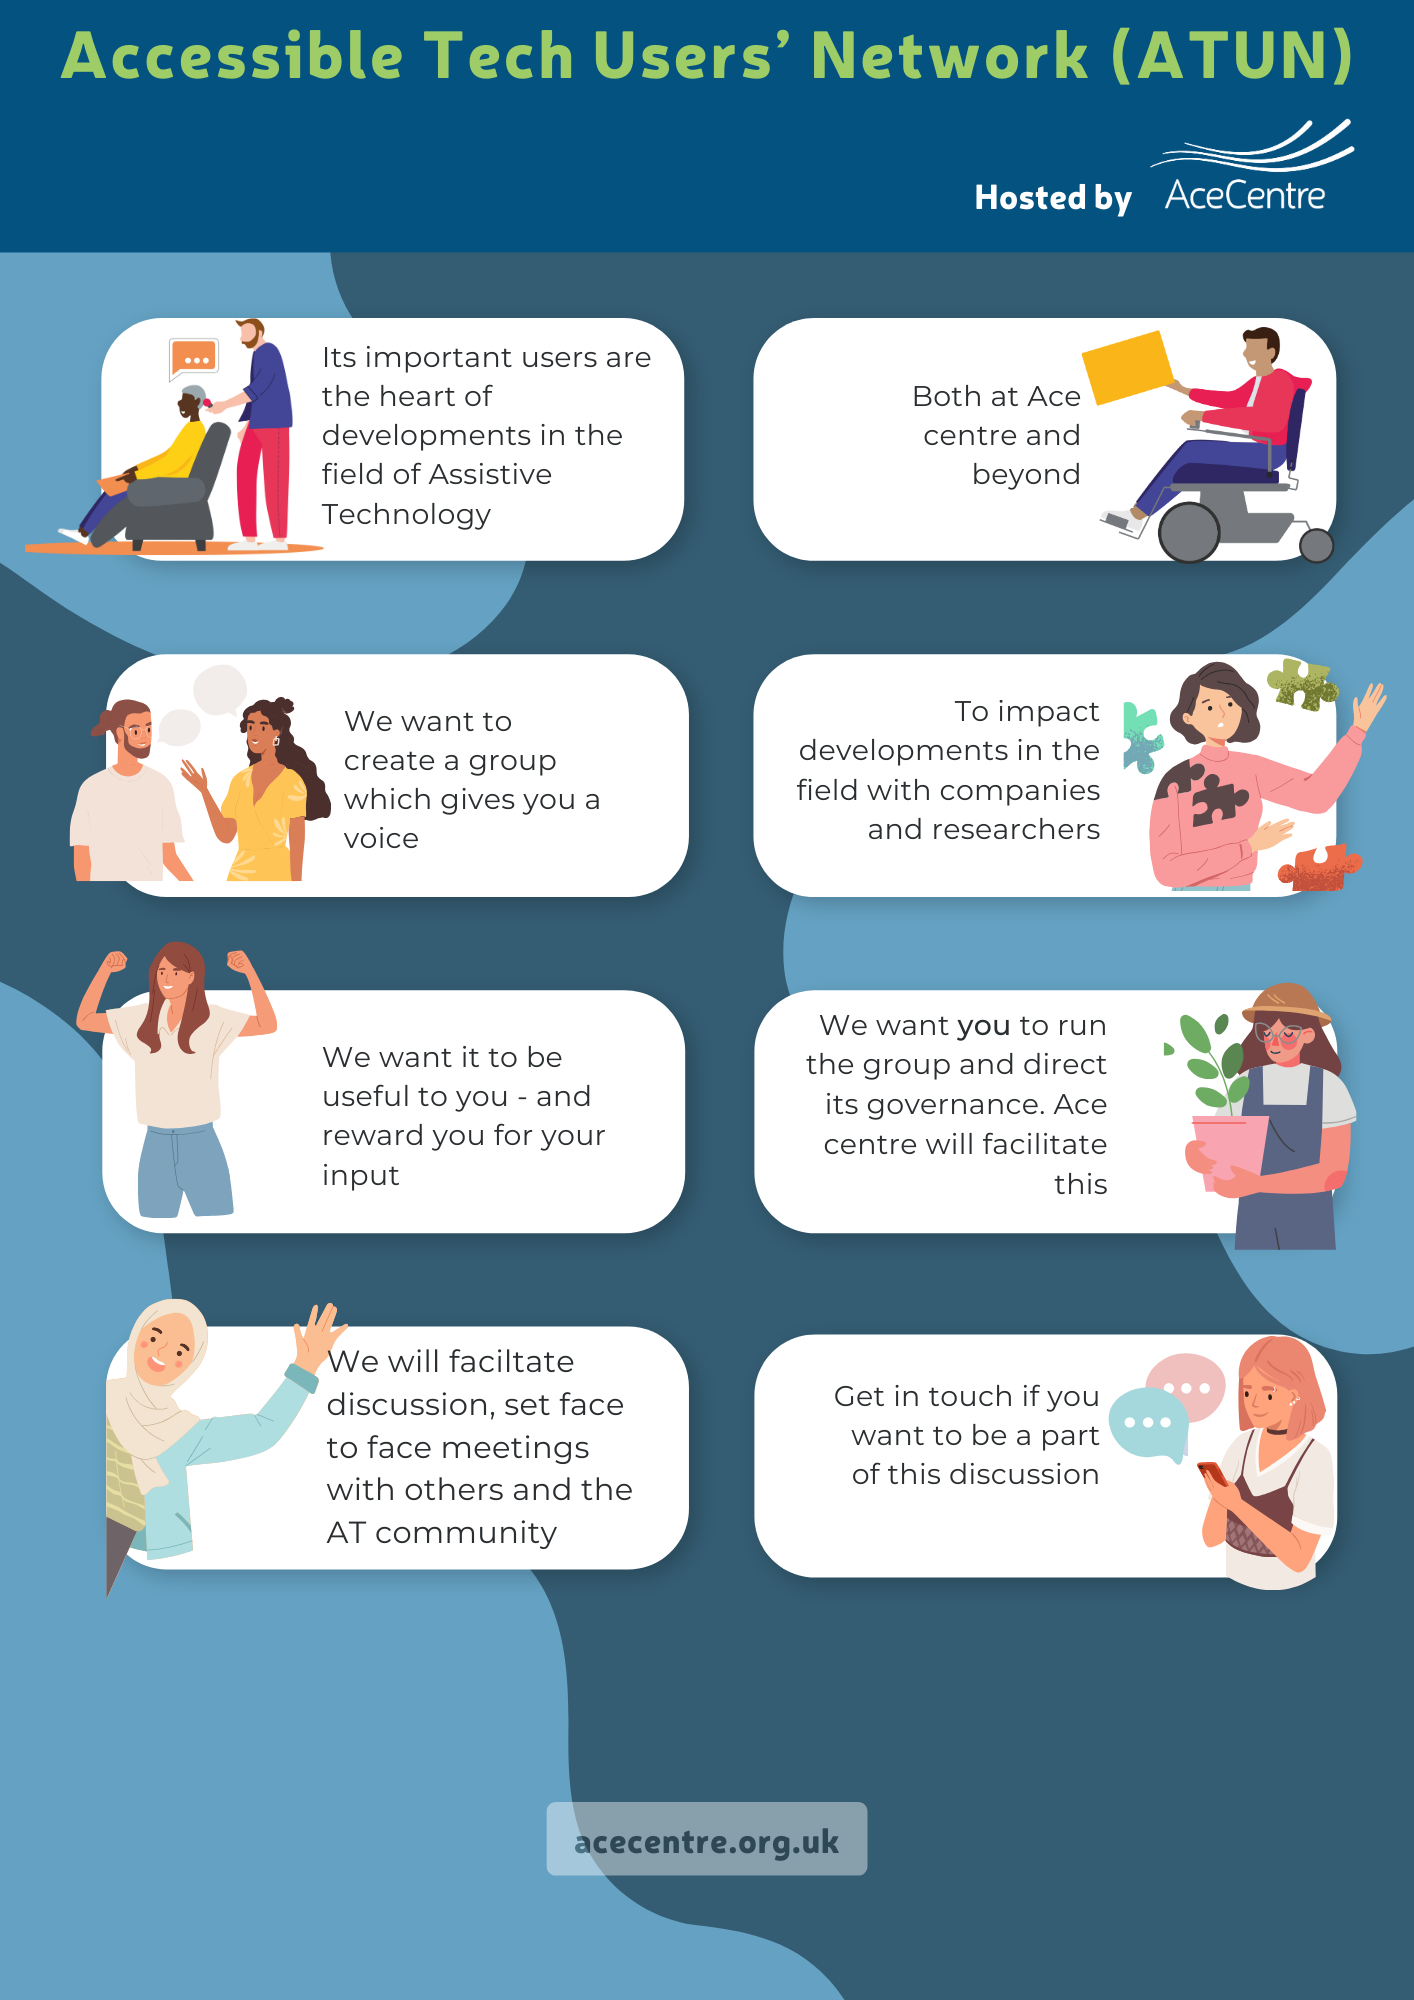 Accessible Tech Users’ Network (ATUN)
Hosted by
AceCentre
Its important users are
the heart of
developments in the
field of Assistive
Technology
Both at Ace
centre and
beyond
We want to
create a group
which gives you a
voice
To impact
developments in the
field with companies
and researchers
We want it to be
useful to you - and
reward you for your
input
We want you to run
the group and direct
its governance. Ace
centre will facilitate
this
We will faciltate
discussion, set face
to face meetings
with others and the
AT community
Get in touch if you
want to be a part
of this discussion
acecentre.org.uk